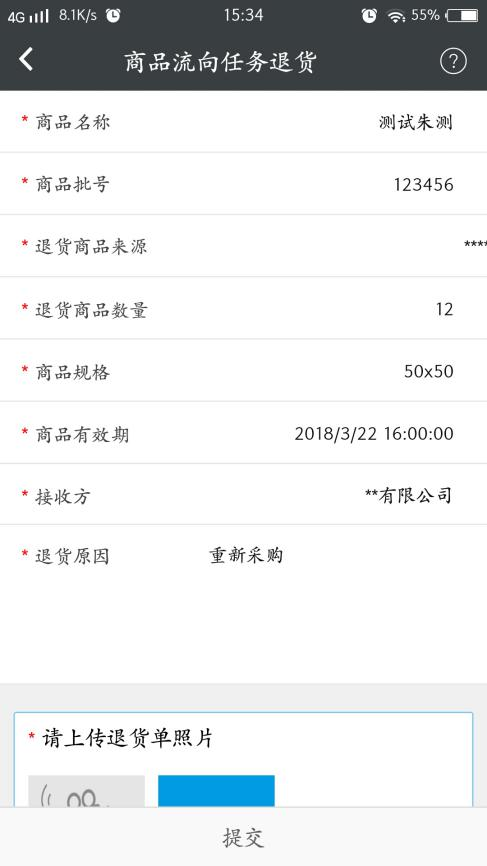 4G 8.1K/s 15:34 55%
商品流向任务退货 ?
* 商品名称 测试朱测
* 商品批号 123456
* 退货商品来源 ****
* 退货商品数量 12
* 商品规格 50x50
* 商品有效期 2018/3/22 16:00:00
* 接收方 **有限公司
* 退货原因 重新采购
* 请上传退货单照片
提交